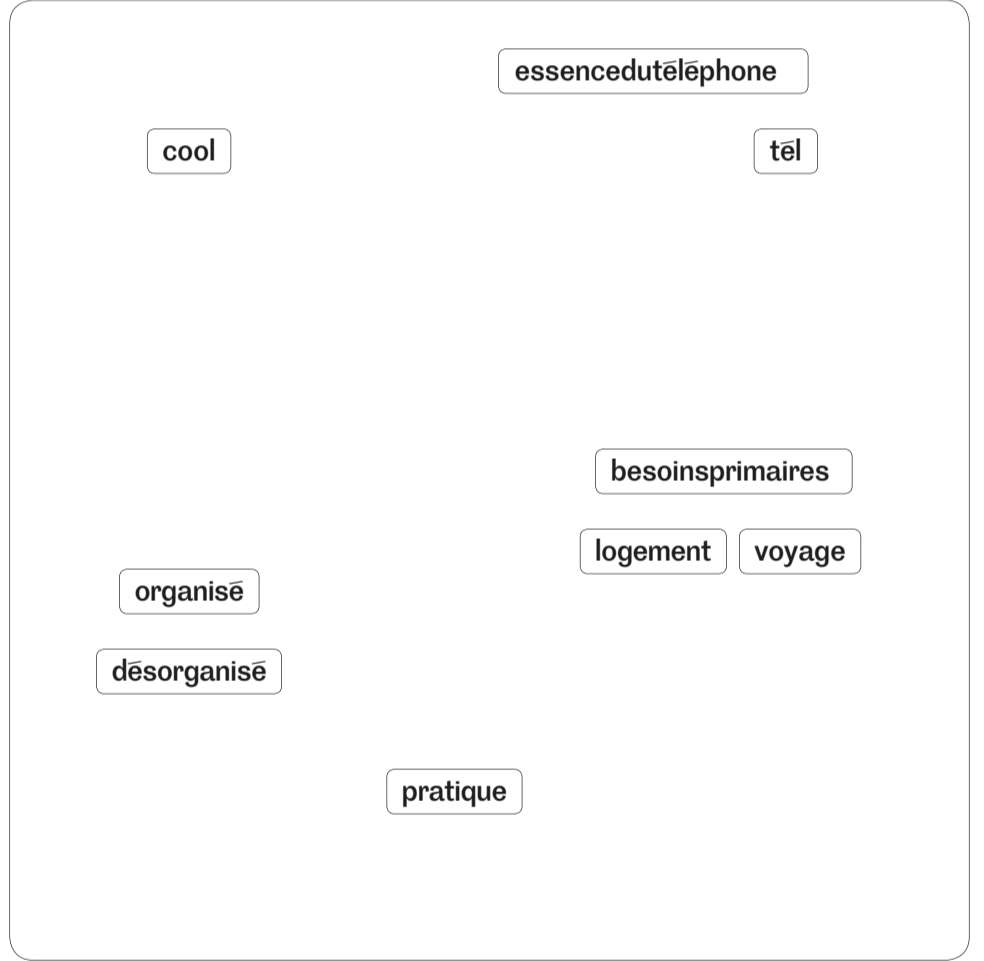 essencedutéléphone
cool tél
besoinsprimaires
logement voyage
organisé
désorganisé
pratique